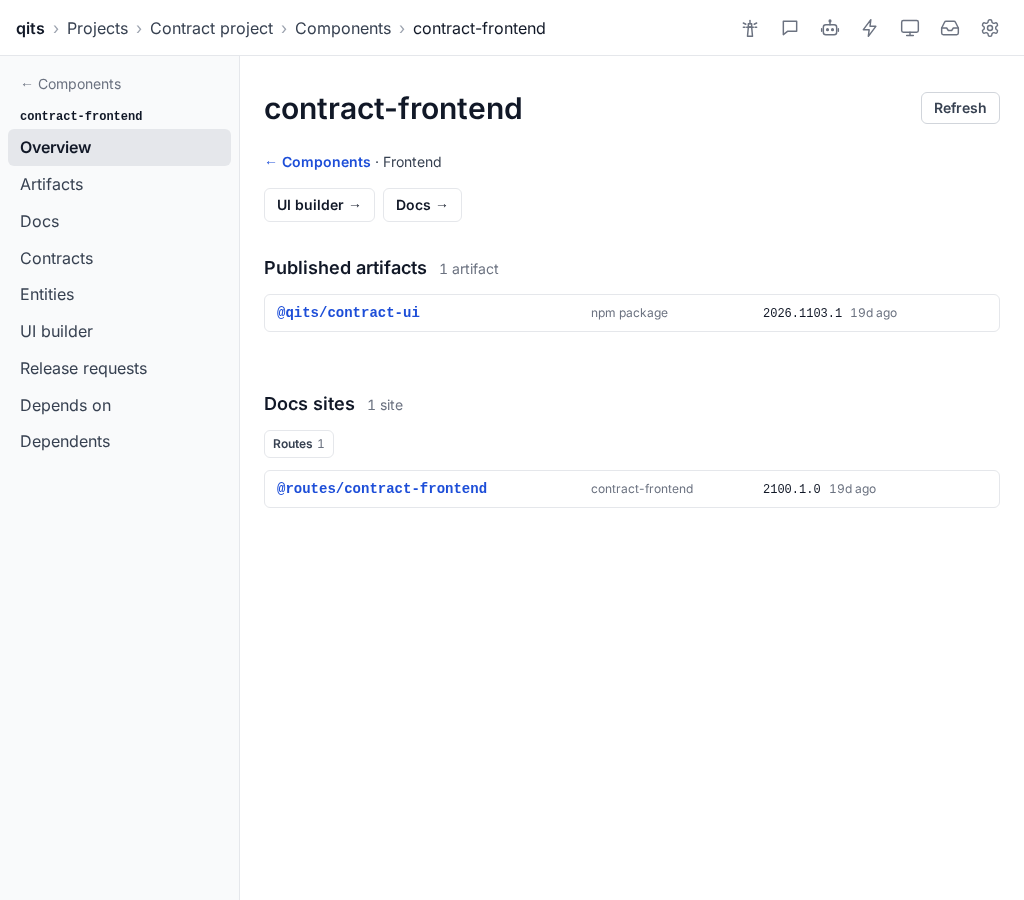 qits › Projects › Contract project › Components › contract-frontend
← Components
contract-frontend
Overview
Artifacts
Docs
Contracts
Entities
UI builder
Release requests
Depends on
Dependents
contract-frontend
Refresh
← Components · Frontend
UI builder → Docs →
Published artifacts 1 artifact
@qits/contract-ui npm package 2026.1103.1 19d ago
Docs sites 1 site
Routes 1
@routes/contract-frontend contract-frontend 2100.1.0 19d ago